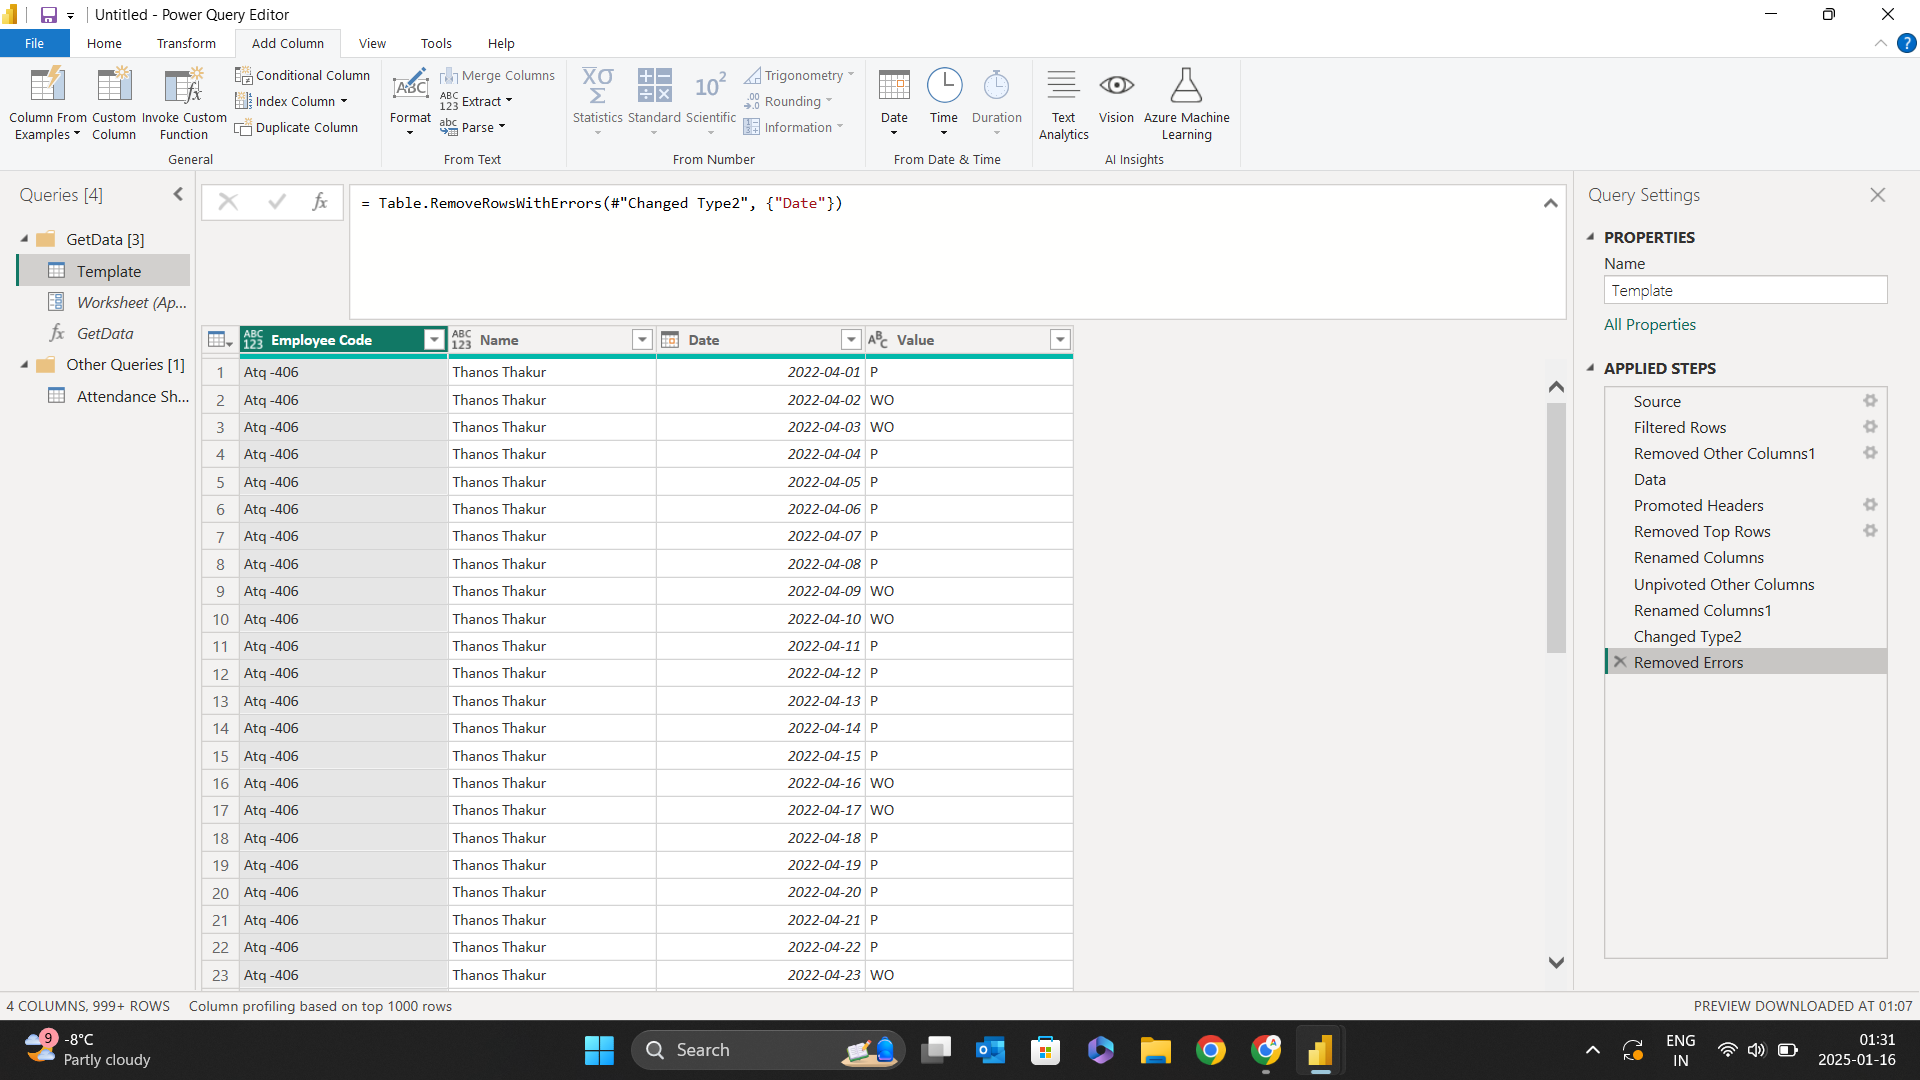 Untitled - Power Query Editor
File
Home
Transform
Add Column
View
Tools
Help
Column From Examples
Custom Column
Invoke Custom Function
Conditional Column
Index Column
Duplicate Column
General
Format
Merge Columns
Extract
Parse
From Text
Statistics
Standard
Scientific
Trigonometry
Rounding
Information
From Number
Date
Time
Duration
From Date & Time
Text Analytics
Vision
Azure Machine Learning
AI Insights
Queries [4]
GetData [3]
Template
Worksheet (Ap...
GetData
Other Queries [1]
Attendance Sh...
= Table.RemoveRowsWithErrors(#"Changed Type2", {"Date"})
Employee Code Name Date Value
1 Atq -406 Thanos Thakur 2022-04-01 P
2 Atq -406 Thanos Thakur 2022-04-02 WO
3 Atq -406 Thanos Thakur 2022-04-03 WO
4 Atq -406 Thanos Thakur 2022-04-04 P
5 Atq -406 Thanos Thakur 2022-04-05 P
6 Atq -406 Thanos Thakur 2022-04-06 P
7 Atq -406 Thanos Thakur 2022-04-07 P
8 Atq -406 Thanos Thakur 2022-04-08 P
9 Atq -406 Thanos Thakur 2022-04-09 WO
10 Atq -406 Thanos Thakur 2022-04-10 WO
11 Atq -406 Thanos Thakur 2022-04-11 P
12 Atq -406 Thanos Thakur 2022-04-12 P
13 Atq -406 Thanos Thakur 2022-04-13 P
14 Atq -406 Thanos Thakur 2022-04-14 P
15 Atq -406 Thanos Thakur 2022-04-15 P
16 Atq -406 Thanos Thakur 2022-04-16 WO
17 Atq -406 Thanos Thakur 2022-04-17 WO
18 Atq -406 Thanos Thakur 2022-04-18 P
19 Atq -406 Thanos Thakur 2022-04-19 P
20 Atq -406 Thanos Thakur 2022-04-20 P
21 Atq -406 Thanos Thakur 2022-04-21 P
22 Atq -406 Thanos Thakur 2022-04-22 P
23 Atq -406 Thanos Thakur 2022-04-23 WO
Query Settings
PROPERTIES
Name
Template
All Properties
APPLIED STEPS
Source
Filtered Rows
Removed Other Columns1
Data
Promoted Headers
Removed Top Rows
Renamed Columns
Unpivoted Other Columns
Renamed Columns1
Changed Type2
Removed Errors
4 COLUMNS, 999+ ROWS
Column profiling based on top 1000 rows
PREVIEW DOWNLOADED AT 01:07
9
-8°C
Partly cloudy
Search
ENG
IN
01:31
2025-01-16